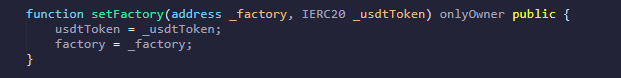 function setFactory(address _factory, IERC20 _usdtToken) onlyOwner public {
    usdtToken = _usdtToken;
    factory = _factory;
}